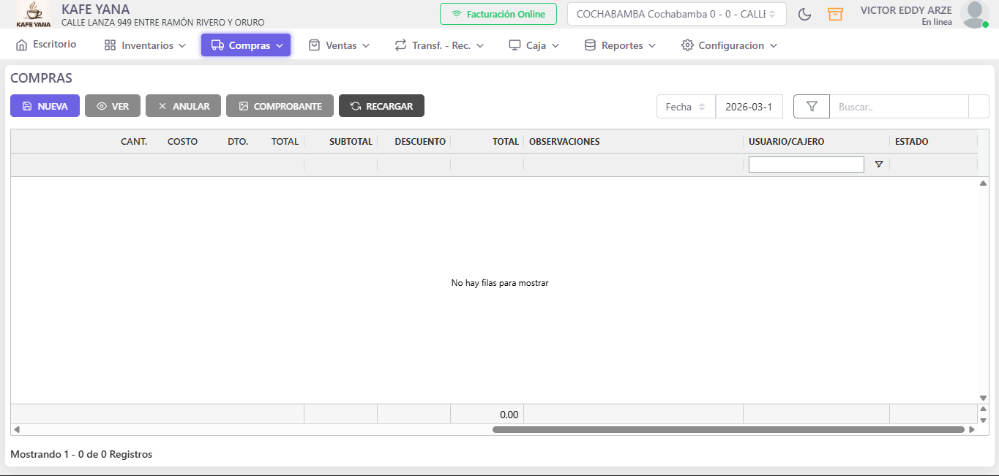 KAFE YANA
KAFE YANA
CALLE LANZA 949 ENTRE RAMÓN RIVERO Y ORURO
Facturación Online
COCHABAMBA Cochabamba 0 - 0 - CALLE
VICTOR EDDY ARZE
En linea
Escritorio
Inventarios
Compras
Ventas
Transf. - Rec.
Caja
Reportes
Configuracion
COMPRAS
NUEVA
VER
ANULAR
COMPROBANTE
RECARGAR
Fecha
2026-03-1
Buscar..
CANT. COSTO DTO. TOTAL SUBTOTAL DESCUENTO TOTAL OBSERVACIONES USUARIO/CAJERO ESTADO
No hay filas para mostrar
0.00
Mostrando 1 - 0 de 0 Registros